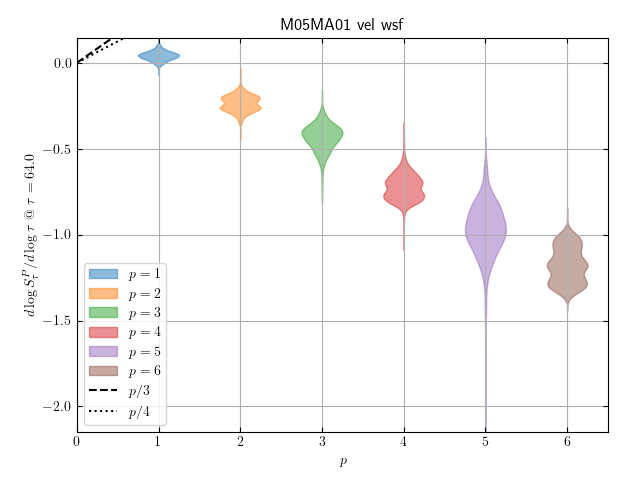 M05MA01 vel wsf
d log S_τ^p / d log τ @ τ = 64.0
0.0
−0.5
−1.0
−1.5
−2.0
p = 1
p = 2
p = 3
p = 4
p = 5
p = 6
p/3
p/4
0 1 2 3 4 5 6
p